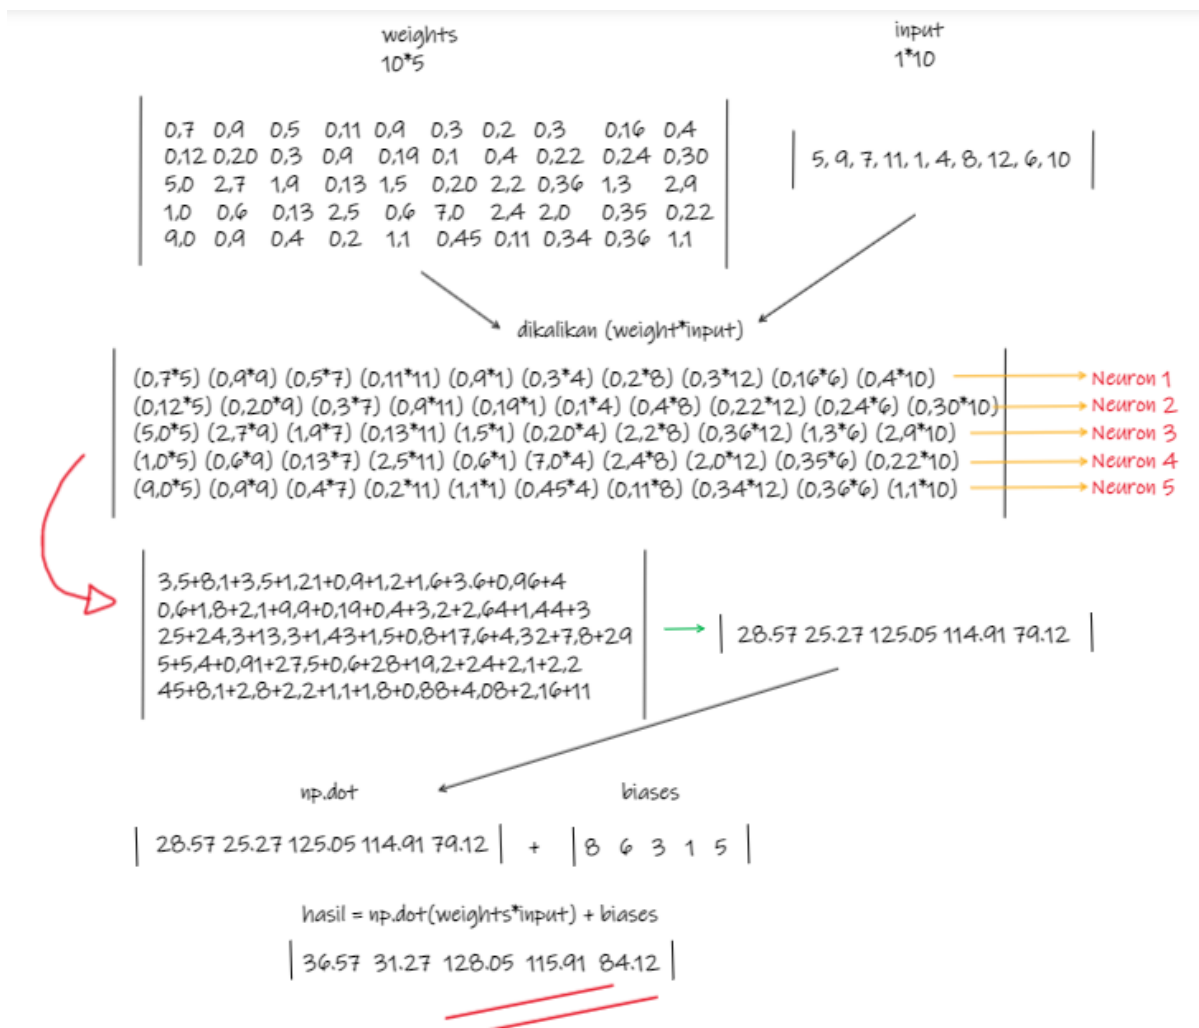 weights
10*5
input
1*10
0,7 0,9 0,5 0,11 0,9 0,3 0,2 0,3 0,16 0,4
0,12 0,20 0,3 0,9 0,19 0,1 0,4 0,22 0,24 0,30
5,0 2,7 1,9 0,13 1,5 0,20 2,2 0,36 1,3 2,9
1,0 0,6 0,13 2,5 0,6 7,0 2,4 2,0 0,35 0,22
9,0 0,9 0,4 0,2 1,1 0,45 0,11 0,34 0,36 1,1
5, 9, 7, 11, 1, 4, 8, 12, 6, 10
dikalikan (weight*input)
(0,7*5) (0,9*9) (0,5*7) (0,11*11) (0,9*1) (0,3*4) (0,2*8) (0,3*12) (0,16*6) (0,4*10) Neuron 1
(0,12*5) (0,20*9) (0,3*7) (0,9*11) (0,19*1) (0,1*4) (0,4*8) (0,22*12) (0,24*6) (0,30*10) Neuron 2
(5,0*5) (2,7*9) (1,9*7) (0,13*11) (1,5*1) (0,20*4) (2,2*8) (0,36*12) (1,3*6) (2,9*10) Neuron 3
(1,0*5) (0,6*9) (0,13*7) (2,5*11) (0,6*1) (7,0*4) (2,4*8) (2,0*12) (0,35*6) (0,22*10) Neuron 4
(9,0*5) (0,9*9) (0,4*7) (0,2*11) (1,1*1) (0,45*4) (0,11*8) (0,34*12) (0,36*6) (1,1*10) Neuron 5
3,5+8,1+3,5+1,21+0,9+1,2+1,6+3.6+0,96+4
0,6+1,8+2,1+9,9+0,19+0,4+3,2+2,64+1,44+3
25+24,3+13,3+1,43+1,5+0,8+17,6+4,32+7,8+29
5+5,4+0,91+27,5+0,6+28+19,2+24+2,1+2,2
45+8,1+2,8+2,2+1,1+1,8+0,88+4,08+2,16+11
28.57 25.27 125.05 114.91 79.12
np.dot
biases
28.57 25.27 125.05 114.91 79.12 + 8 6 3 1 5
hasil = np.dot(weights*input) + biases
36.57 31.27 128.05 115.91 84.12